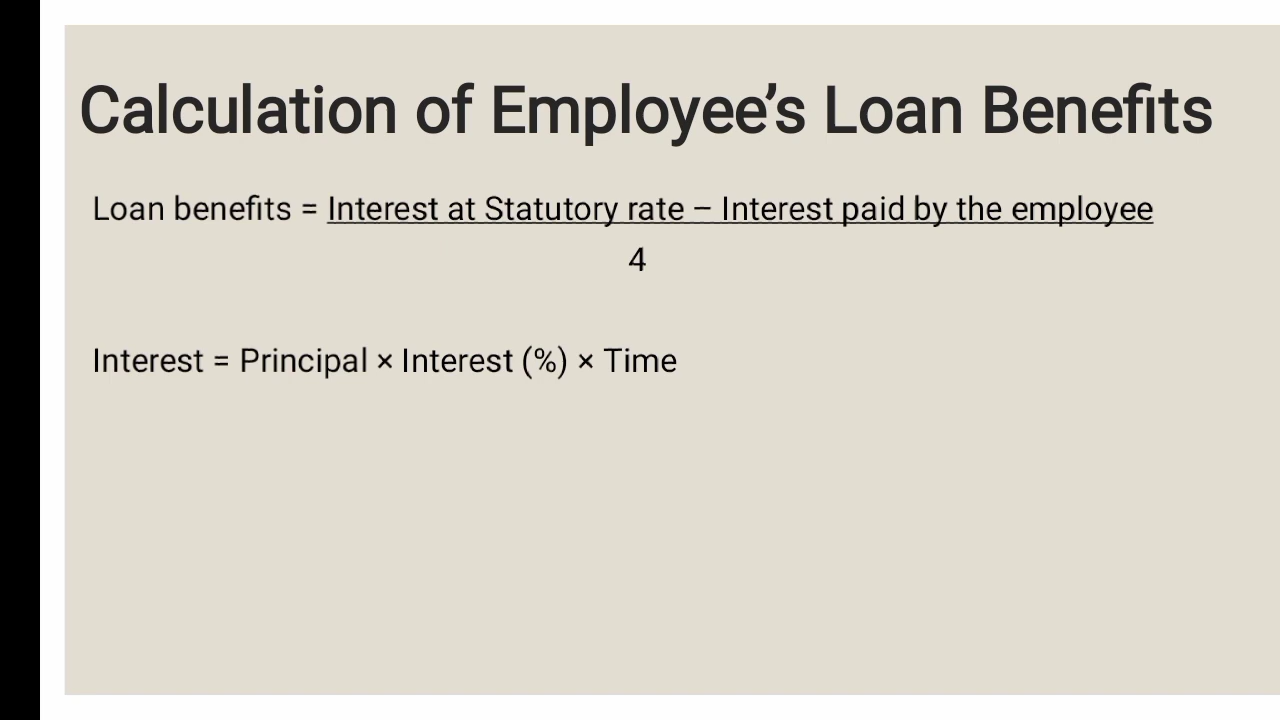 Calculation of Employee’s Loan Benefits
Loan benefits = Interest at Statutory rate – Interest paid by the employee
4
Interest = Principal × Interest (%) × Time